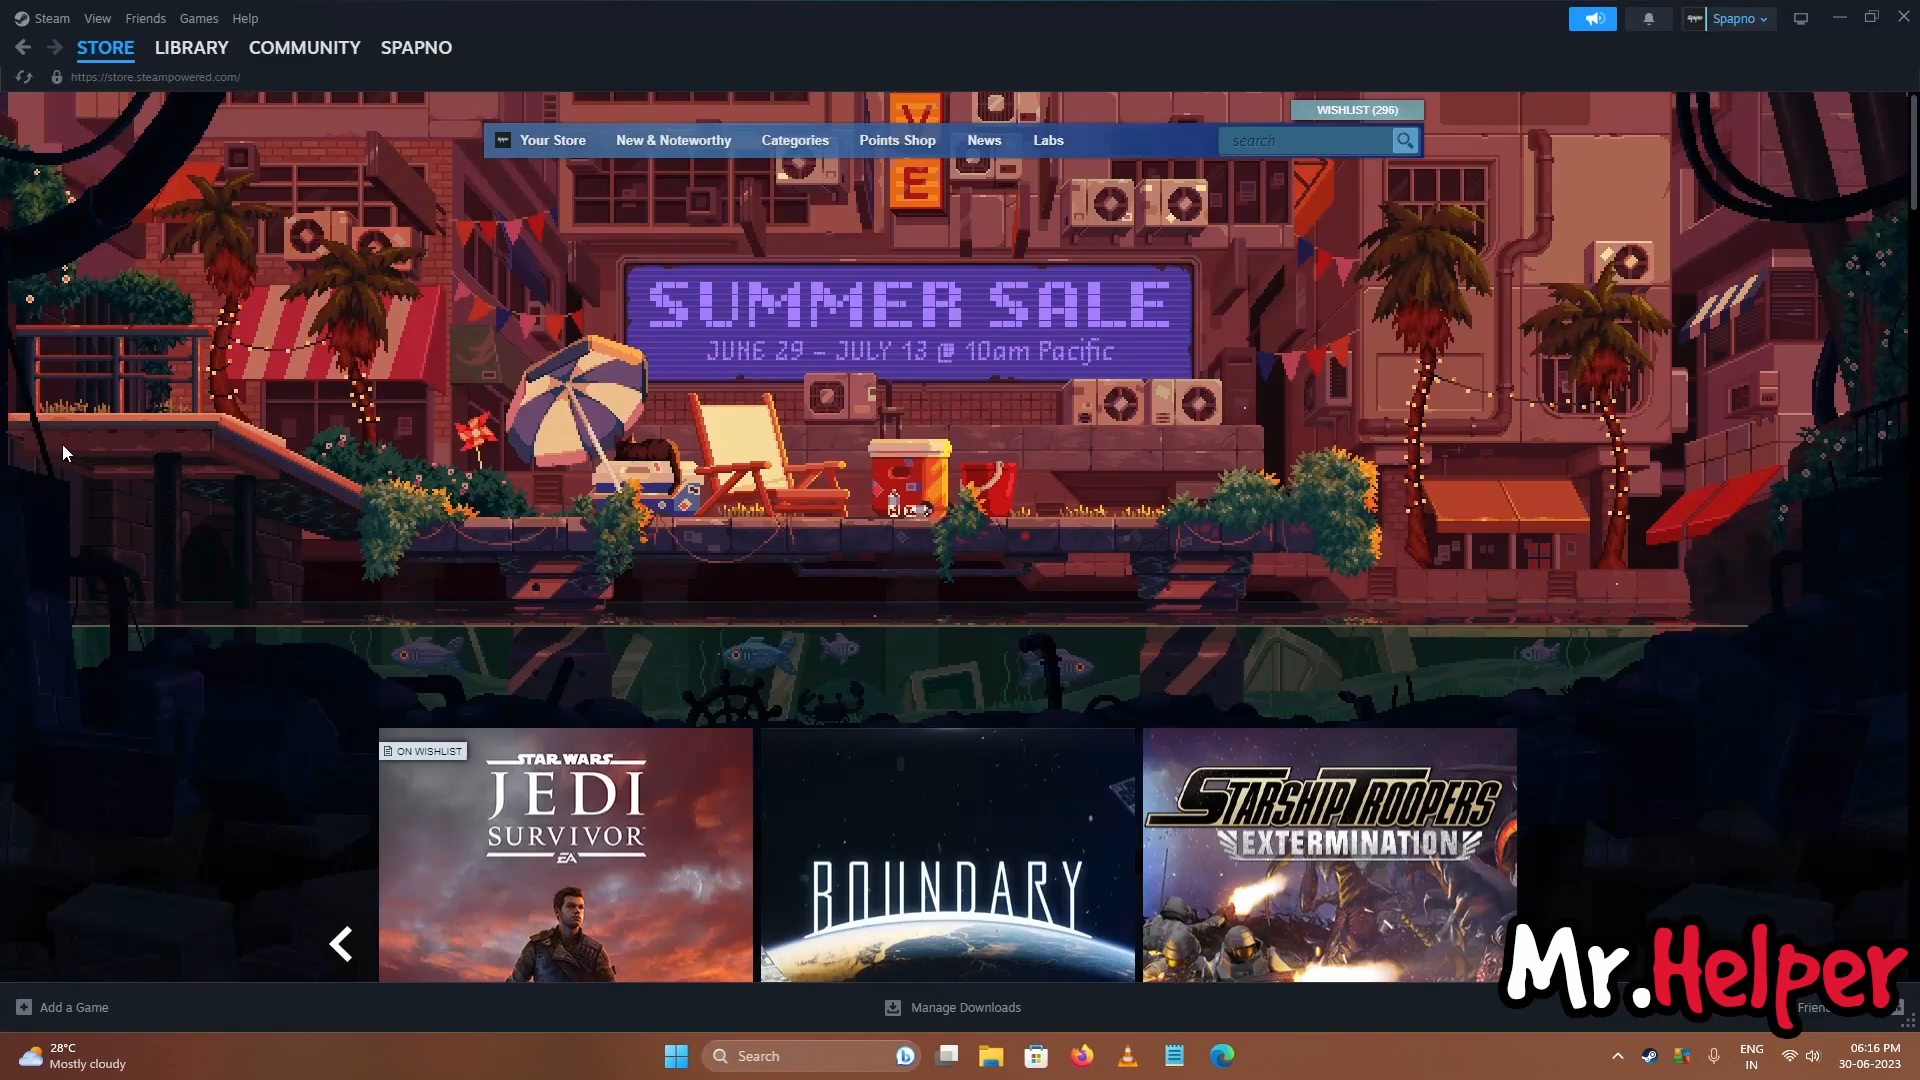 Steam View Friends Games Help
Spapno
STORE LIBRARY COMMUNITY SPAPNO
https://store.steampowered.com/
WISHLIST (296)
Your Store New & Noteworthy Categories Points Shop News Labs
search
SUMMER SALE
JUNE 29 - JULY 13 @ 10am Pacific
ON WISHLIST
STAR WARS
JEDI
SURVIVOR
EA
BOUNDARY
STARSHIP TROOPERS
EXTERMINATION
Mr.Helper
Add a Game
Manage Downloads
28°C
Mostly cloudy
Search
ENG
IN
06:16 PM
30-06-2023